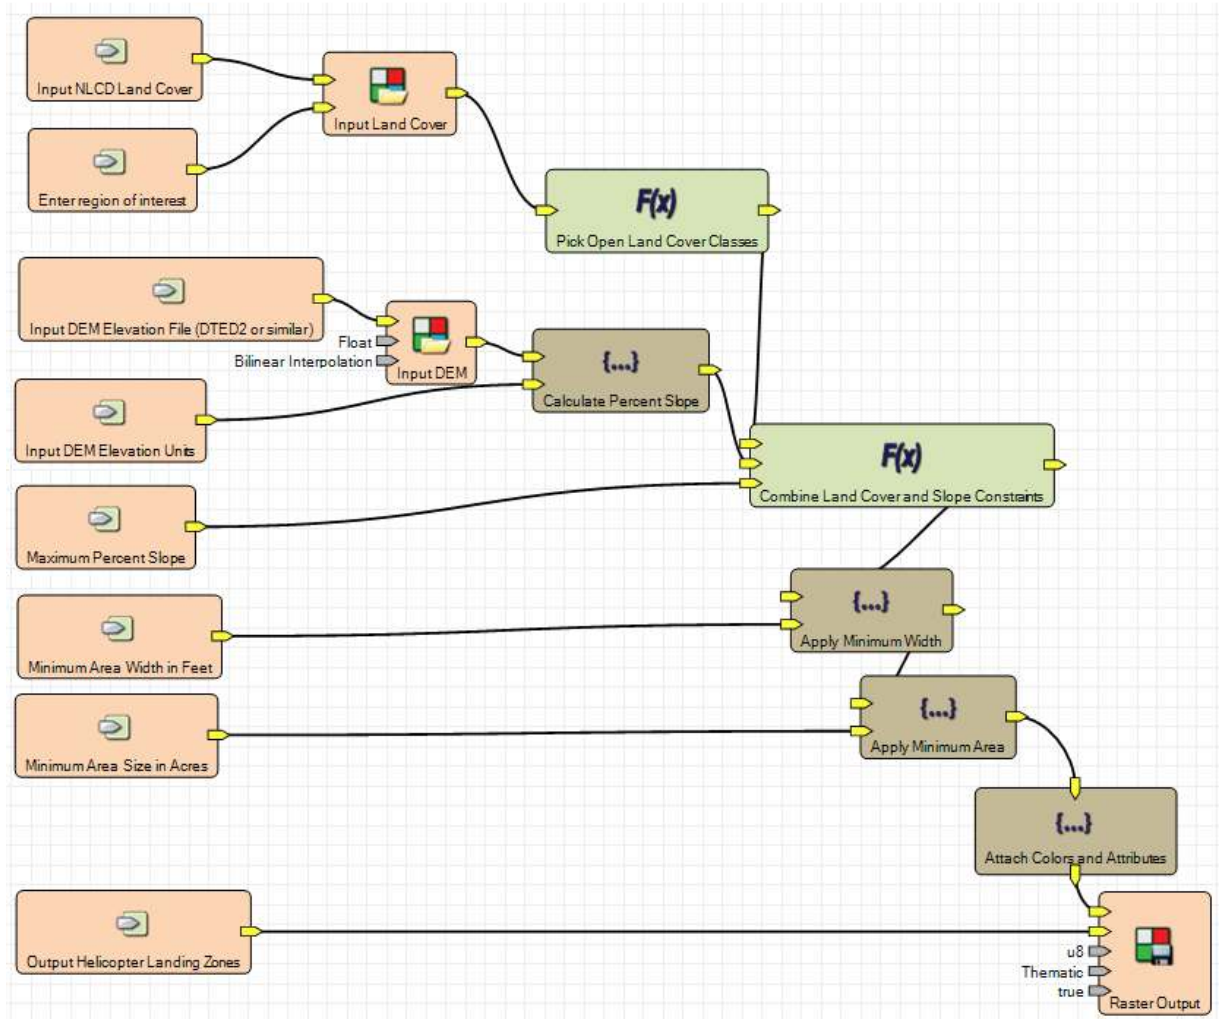 Input NLCD Land Cover
Input Land Cover
Enter region of interest
F(x)
Pick Open Land Cover Classes
Input DEM Elevation File (DTED2 or similar)
Float
Bilinear Interpolation
Input DEM
{...}
Calculate Percent Slope
Input DEM Elevation Units
F(x)
Combine Land Cover and Slope Constraints
Maximum Percent Slope
{...}
Apply Minimum Width
Minimum Area Width in Feet
{...}
Apply Minimum Area
Minimum Area Size in Acres
{...}
Attach Colors and Attributes
Output Helicopter Landing Zones
u8
Thematic
true
Raster Output